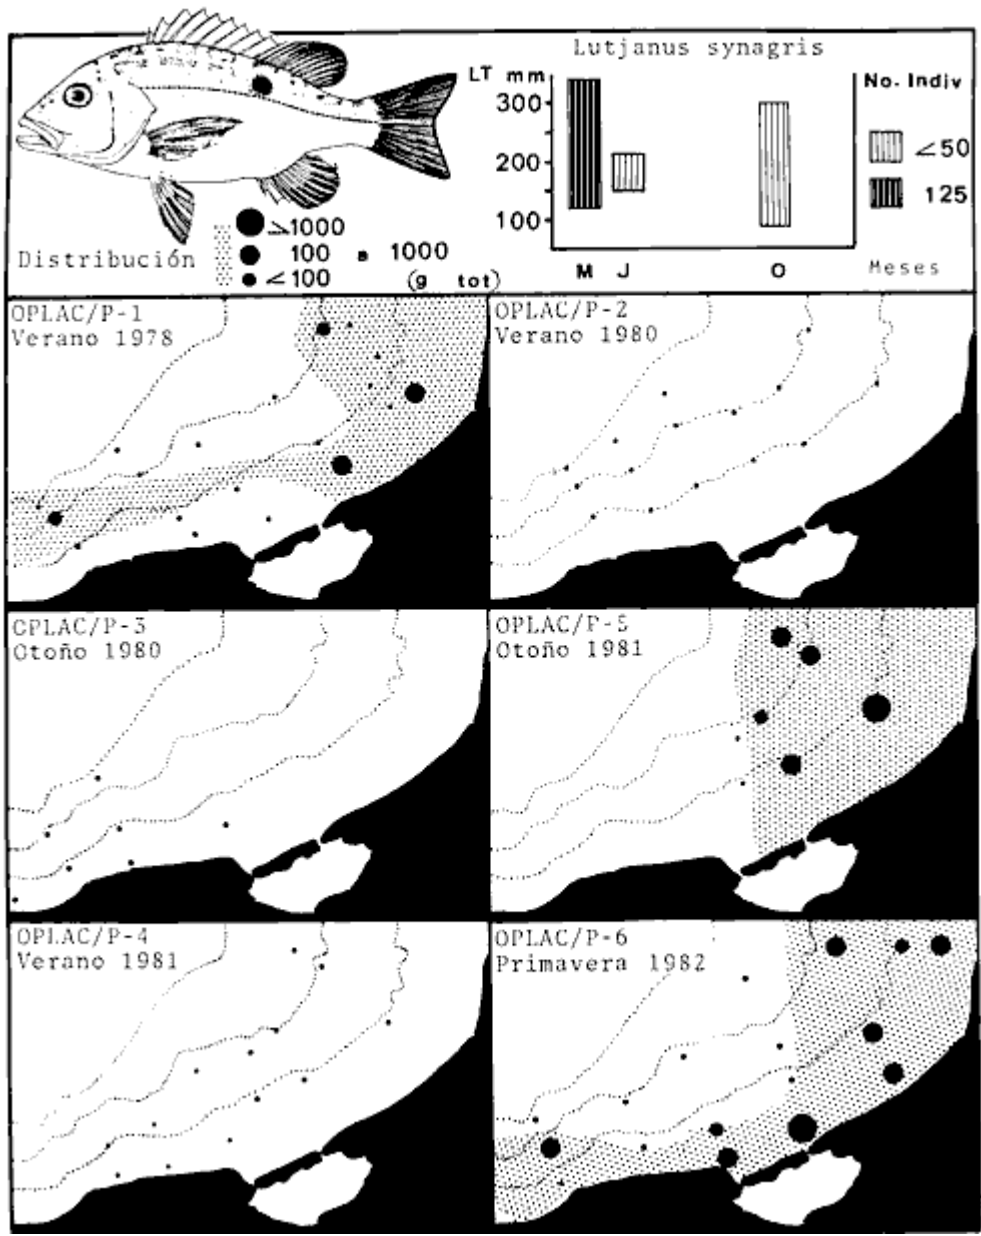 Lutjanus synagris
LT mm
300
200
100
M J O
Meses
No. Indiv
<50
125
Distribución
>1000
100 a 1000
<100 (g tot)
OPLAC/P-1
Verano 1978
OPLAC/P-2
Verano 1980
OPLAC/P-3
Otoño 1980
OPLAC/P-5
Otoño 1981
OPLAC/P-4
Verano 1981
OPLAC/P-6
Primavera 1982